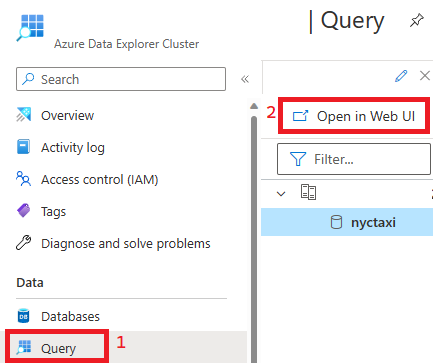 | Query
Azure Data Explorer Cluster
Search
«
Overview
Activity log
Access control (IAM)
Tags
Diagnose and solve problems
Data
Databases
Query
1
2
Open in Web UI
Filter...
nyctaxi